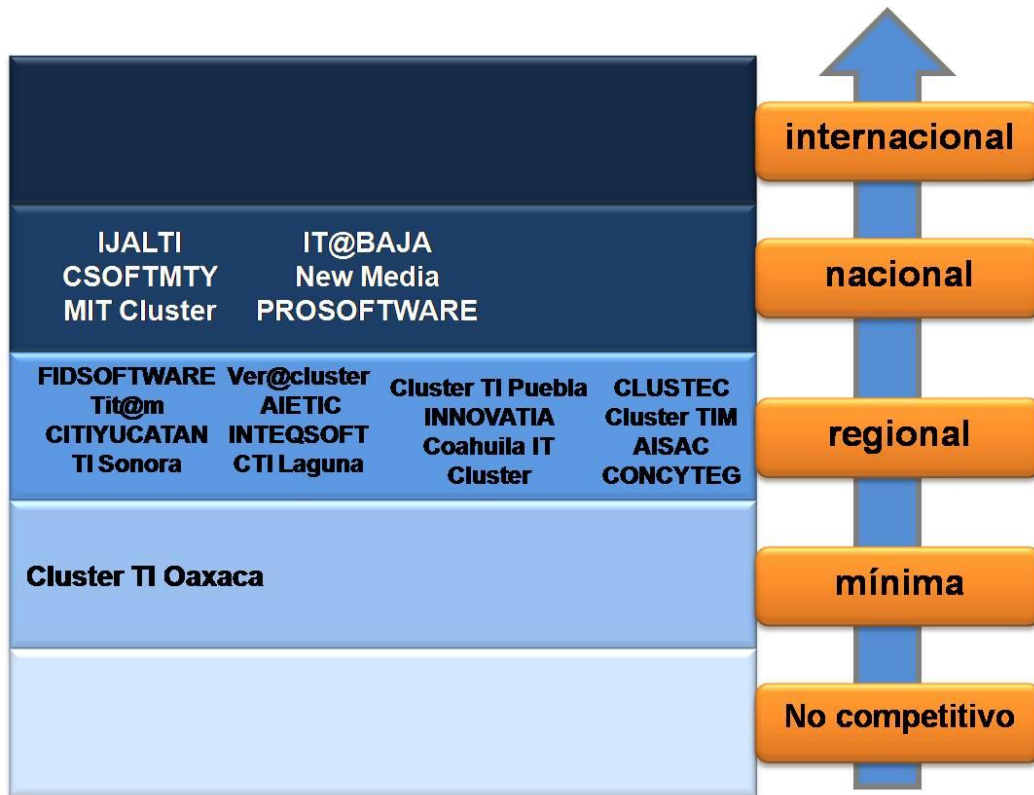 internacional
IJALTI
CSOFTMTY
MIT Cluster
IT@BAJA
New Media
PROSOFTWARE
nacional
FIDSOFTWARE
Tit@m
CITIYUCATAN
TI Sonora
Ver@cluster
AIETIC
INTEQSOFT
CTI Laguna
Cluster TI Puebla
INNOVATIA
Coahuila IT
Cluster
CLUSTEC
Cluster TIM
AISAC
CONCYTEG
regional
Cluster TI Oaxaca
mínima
No competitivo